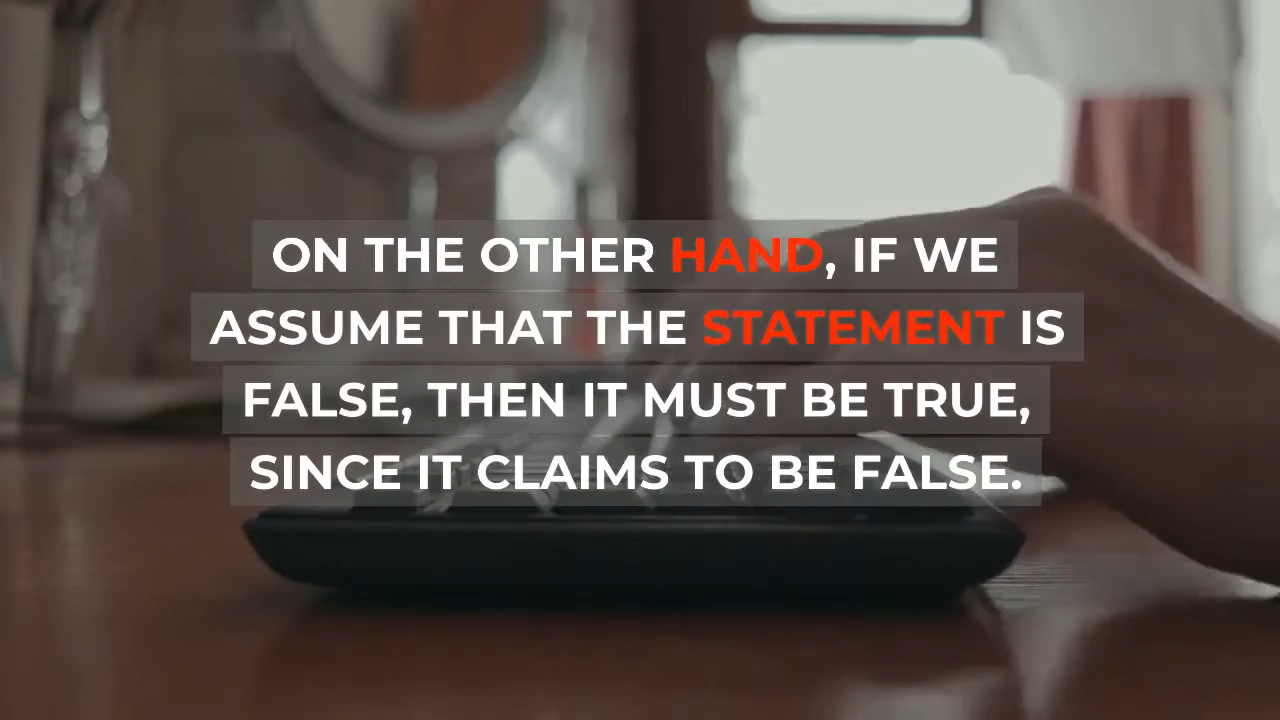 ON THE OTHER HAND, IF WE
ASSUME THAT THE STATEMENT IS
FALSE, THEN IT MUST BE TRUE,
SINCE IT CLAIMS TO BE FALSE.